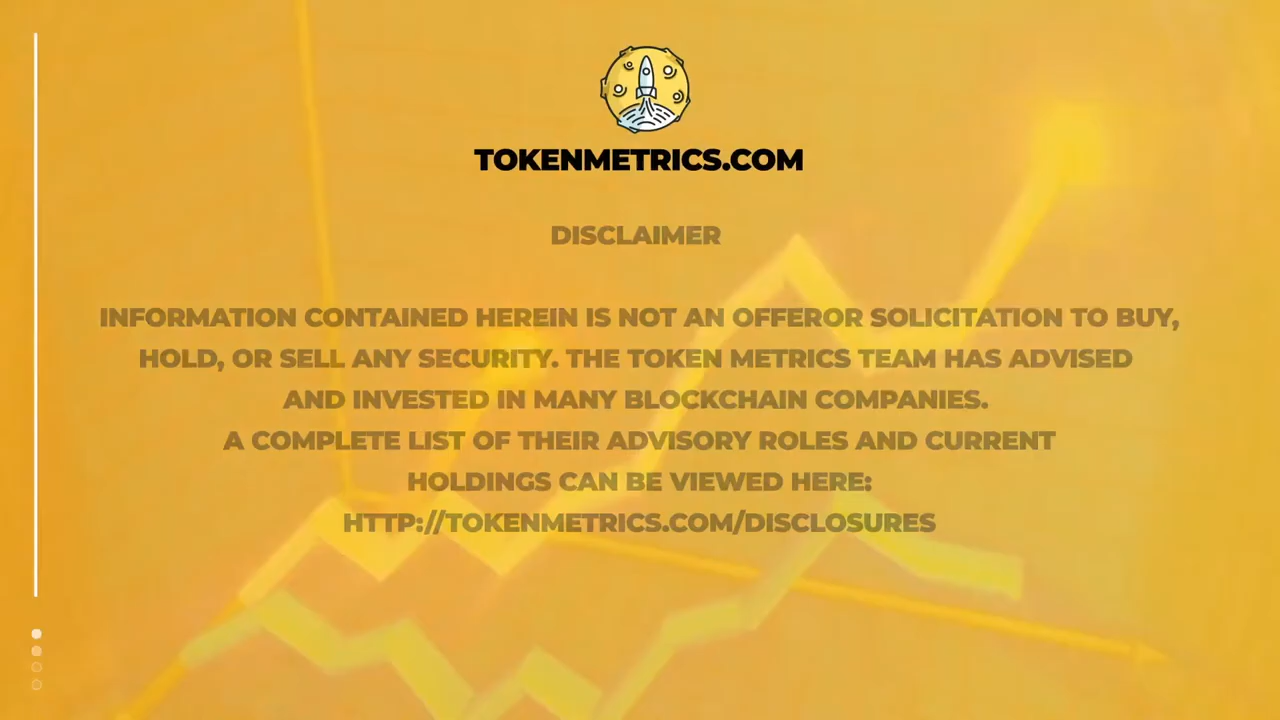 TOKENMETRICS.COM
DISCLAIMER
INFORMATION CONTAINED HEREIN IS NOT AN OFFEROR SOLICITATION TO BUY,
HOLD, OR SELL ANY SECURITY. THE TOKEN METRICS TEAM HAS ADVISED
AND INVESTED IN MANY BLOCKCHAIN COMPANIES.
A COMPLETE LIST OF THEIR ADVISORY ROLES AND CURRENT
HOLDINGS CAN BE VIEWED HERE:
HTTP://TOKENMETRICS.COM/DISCLOSURES